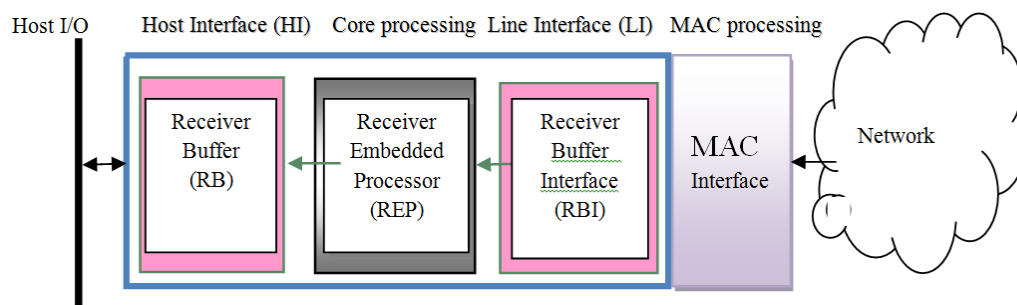 Host I/O
Host Interface (HI)
Core processing
Line Interface (LI)
MAC processing
Receiver
Buffer
(RB)
Receiver
Embedded
Processor
(REP)
Receiver
Buffer
Interface
(RBI)
MAC
Interface
Network